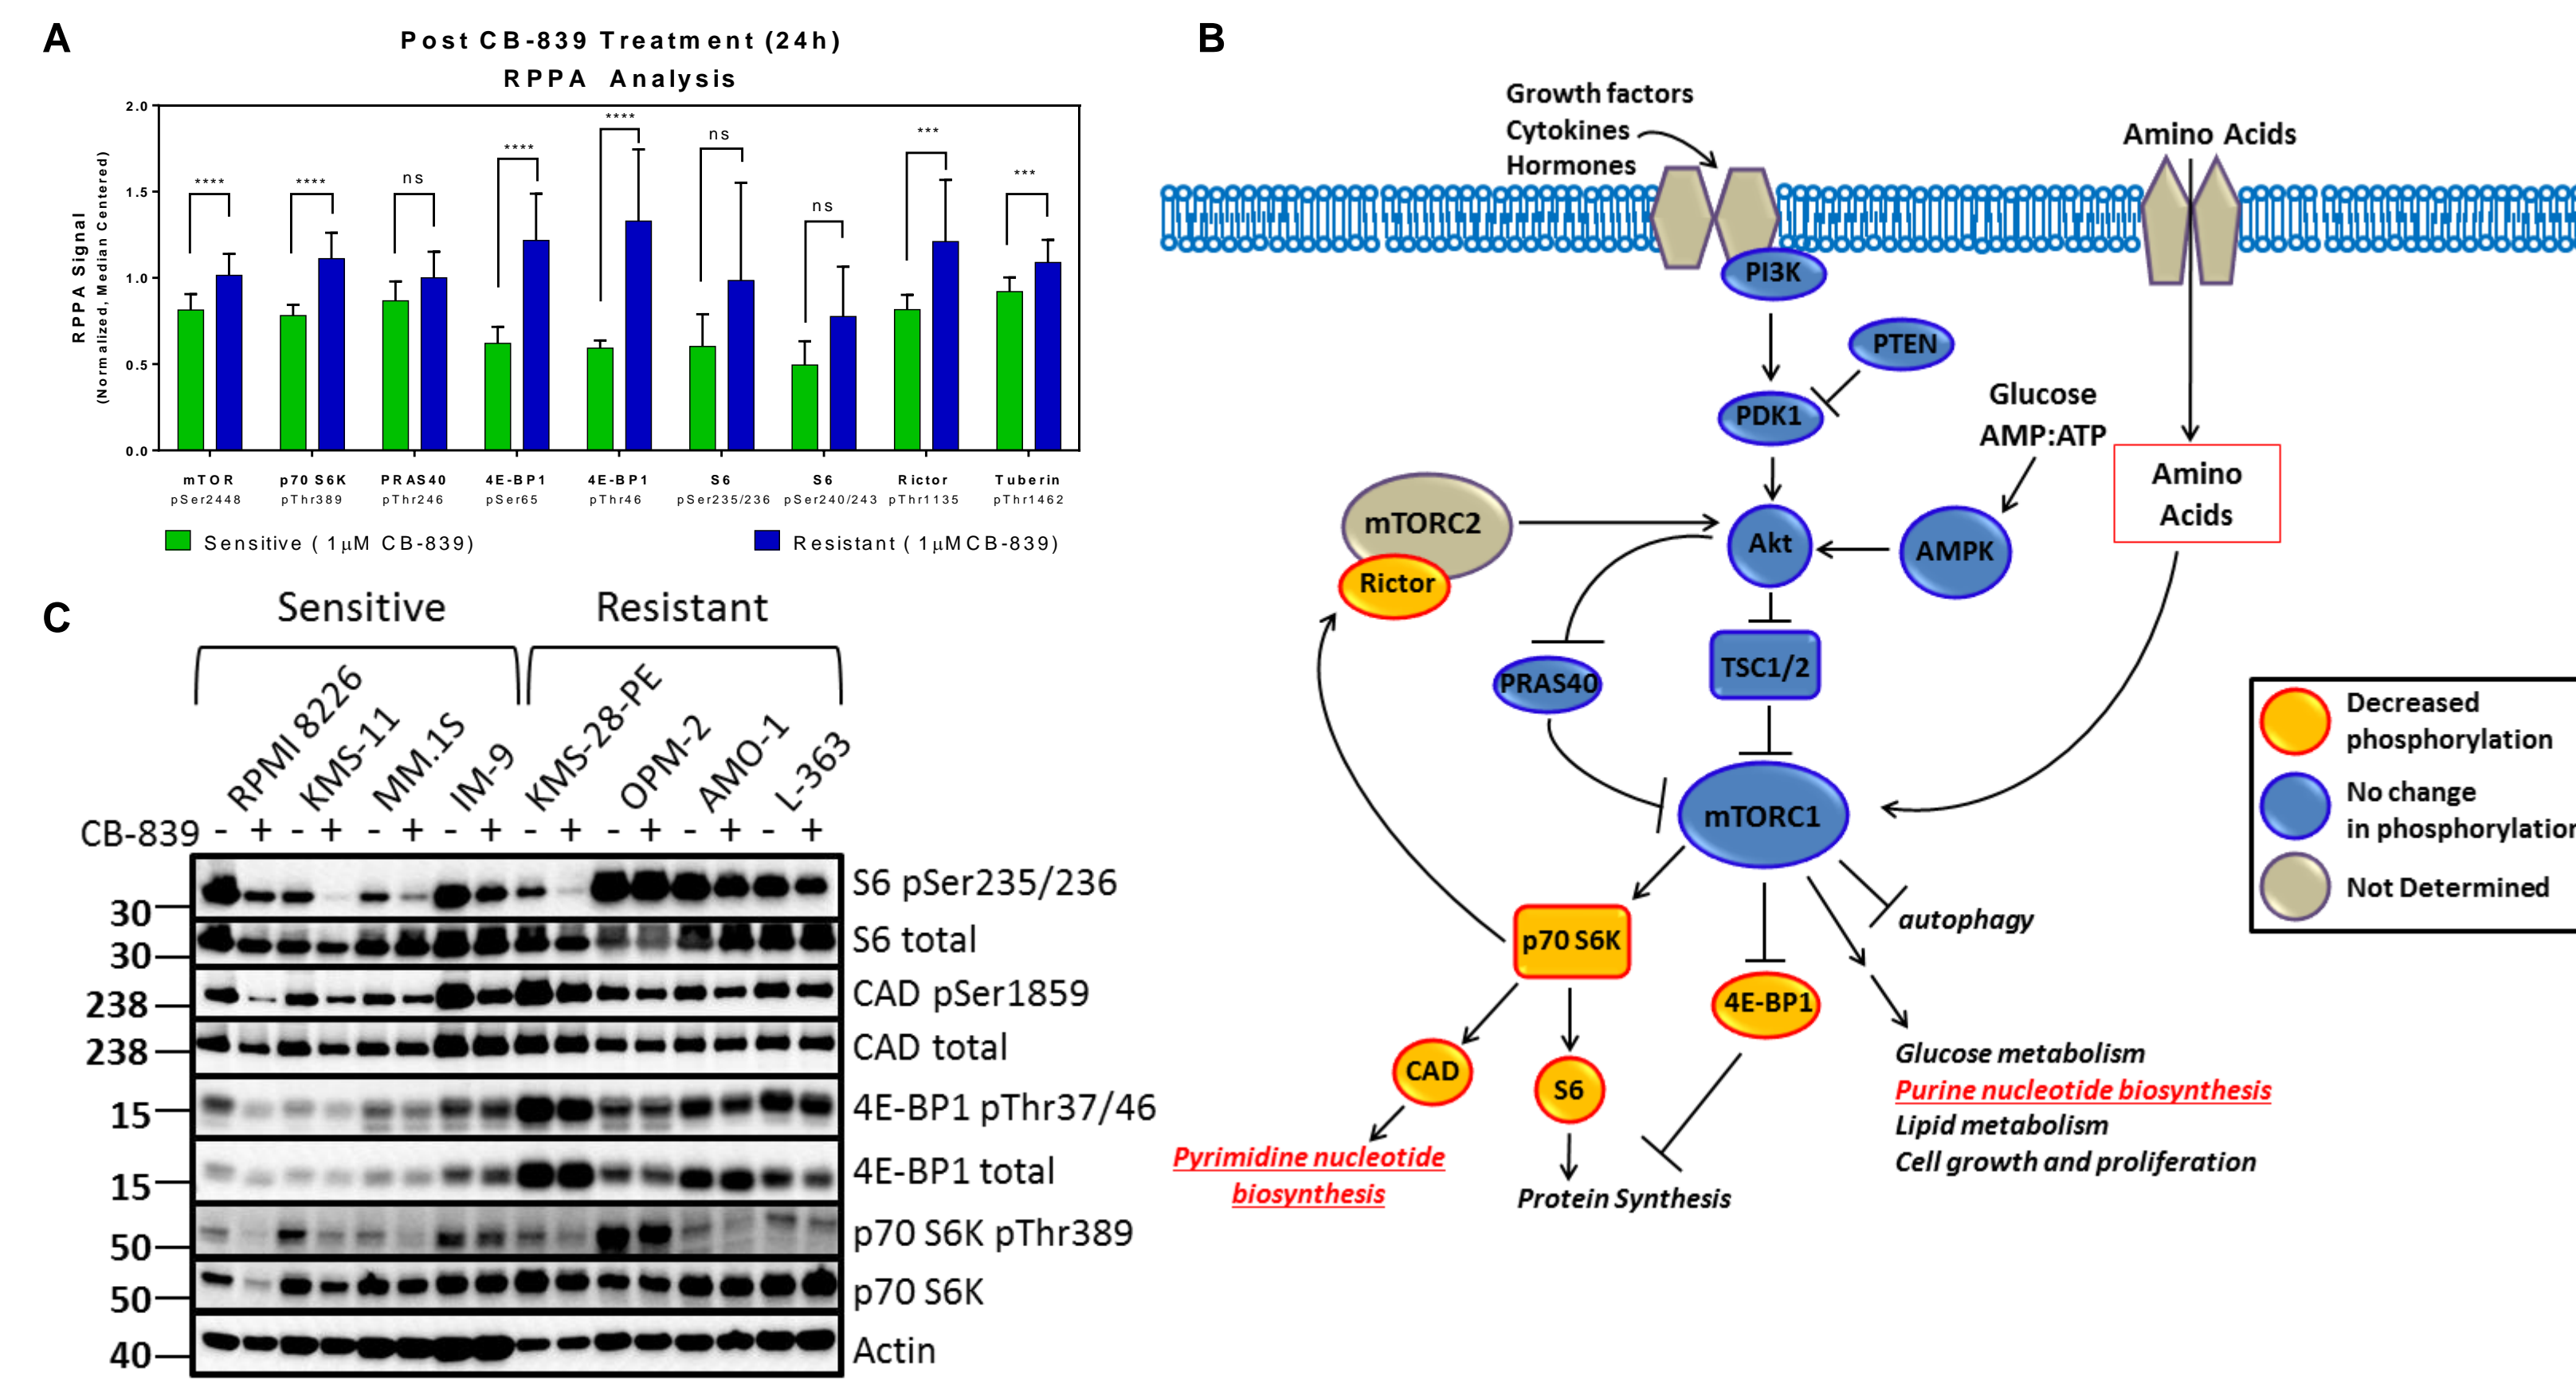 A
Post CB-839 Treatment (24h)
RPPA Analysis
RPPA Signal
(Normalized, Median Centered)
2.0
1.5
1.0
0.5
0.0
**** **** ns **** **** ns ns *** ***
mTOR p70 S6K PRAS40 4E-BP1 4E-BP1 S6 S6 Rictor Tuberin
pSer2448 pThr389 pThr246 pSer65 pThr46 pSer235/236 pSer240/243 pThr1135 pThr1462
Sensitive ( 1µM CB-839) Resistant ( 1µMCB-839)
B
Growth factors
Cytokines
Hormones
Amino Acids
PI3K
PTEN
PDK1
Glucose
AMP:ATP
Amino
Acids
mTORC2
Rictor
Akt
AMPK
PRAS40
TSC1/2
mTORC1
Decreased
phosphorylation
No change
in phosphorylation
Not Determined
p70 S6K
autophagy
4E-BP1
CAD
S6
Glucose metabolism
Purine nucleotide biosynthesis
Lipid metabolism
Cell growth and proliferation
Pyrimidine nucleotide
biosynthesis
Protein Synthesis
C
Sensitive Resistant
RPMI 8226 KMS-11 MM.1S IM-9 KMS-28-PE OPM-2 AMO-1 L-363
CB-839 - + - + - + - + - + - + - + - +
30 S6 pSer235/236
30 S6 total
238 CAD pSer1859
238 CAD total
15 4E-BP1 pThr37/46
15 4E-BP1 total
50 p70 S6K pThr389
50 p70 S6K
40 Actin